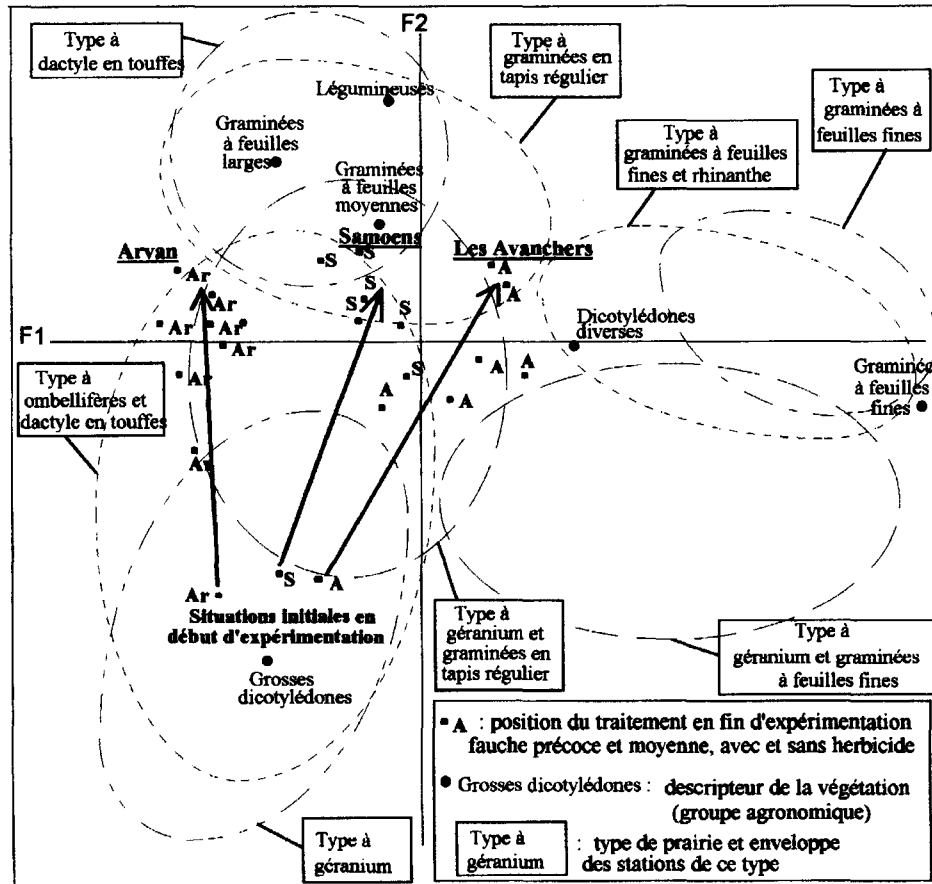 F2
Type à
dactyle en touffes
Type à
graminées en
tapis régulier
Type à
graminées à
feuilles fines
Type à
graminées à feuilles
fines et rhinanthe
Légumineuses
Graminées
à feuilles
larges
Graminées
à feuilles
moyennes
Arvan
Samoens
Les Avanchers
S
S
A
A
Ar
Ar
S
S
S
Ar
Ar
Ar
Dicotylédones
diverses
F1
S
A
A
Ar
A
A
Graminées
à feuilles
fines
Type à
ombellifères et
dactyle en touffes
Ar
S
A
Ar
Situations initiales en
début d'expérimentation
Grosses
dicotylédones
Type à
géranium et
graminées en
tapis régulier
Type à
géranium et graminées
à feuilles fines
Type à
géranium
A : position du traitement en fin d'expérimentation
fauche précoce et moyenne, avec et sans herbicide
Grosses dicotylédones : descripteur de la végétation
(groupe agronomique)
Type à
géranium
: type de prairie et enveloppe
des stations de ce type